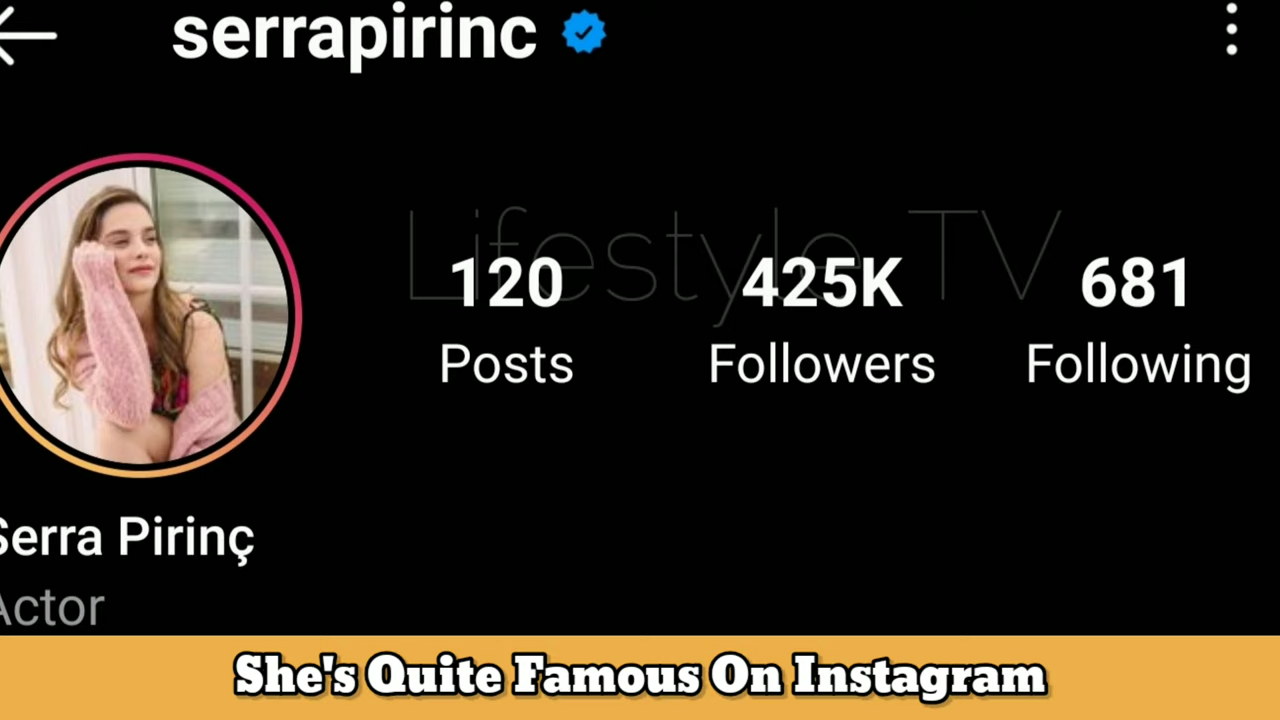 serrapirinc
Lifestyle TV
120 425K 681
Posts Followers Following
Serra Pirinç
Actor
She's Quite Famous On Instagram